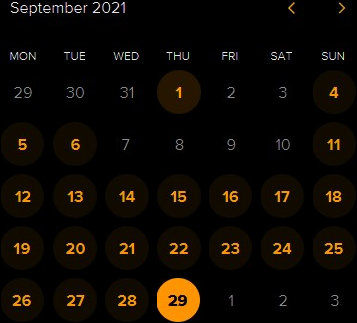 September 2021
MON TUE WED THU FRI SAT SUN
29 30 31 1 2 3 4
5 6 7 8 9 10 11
12 13 14 15 16 17 18
19 20 21 22 23 24 25
26 27 28 29 1 2 3